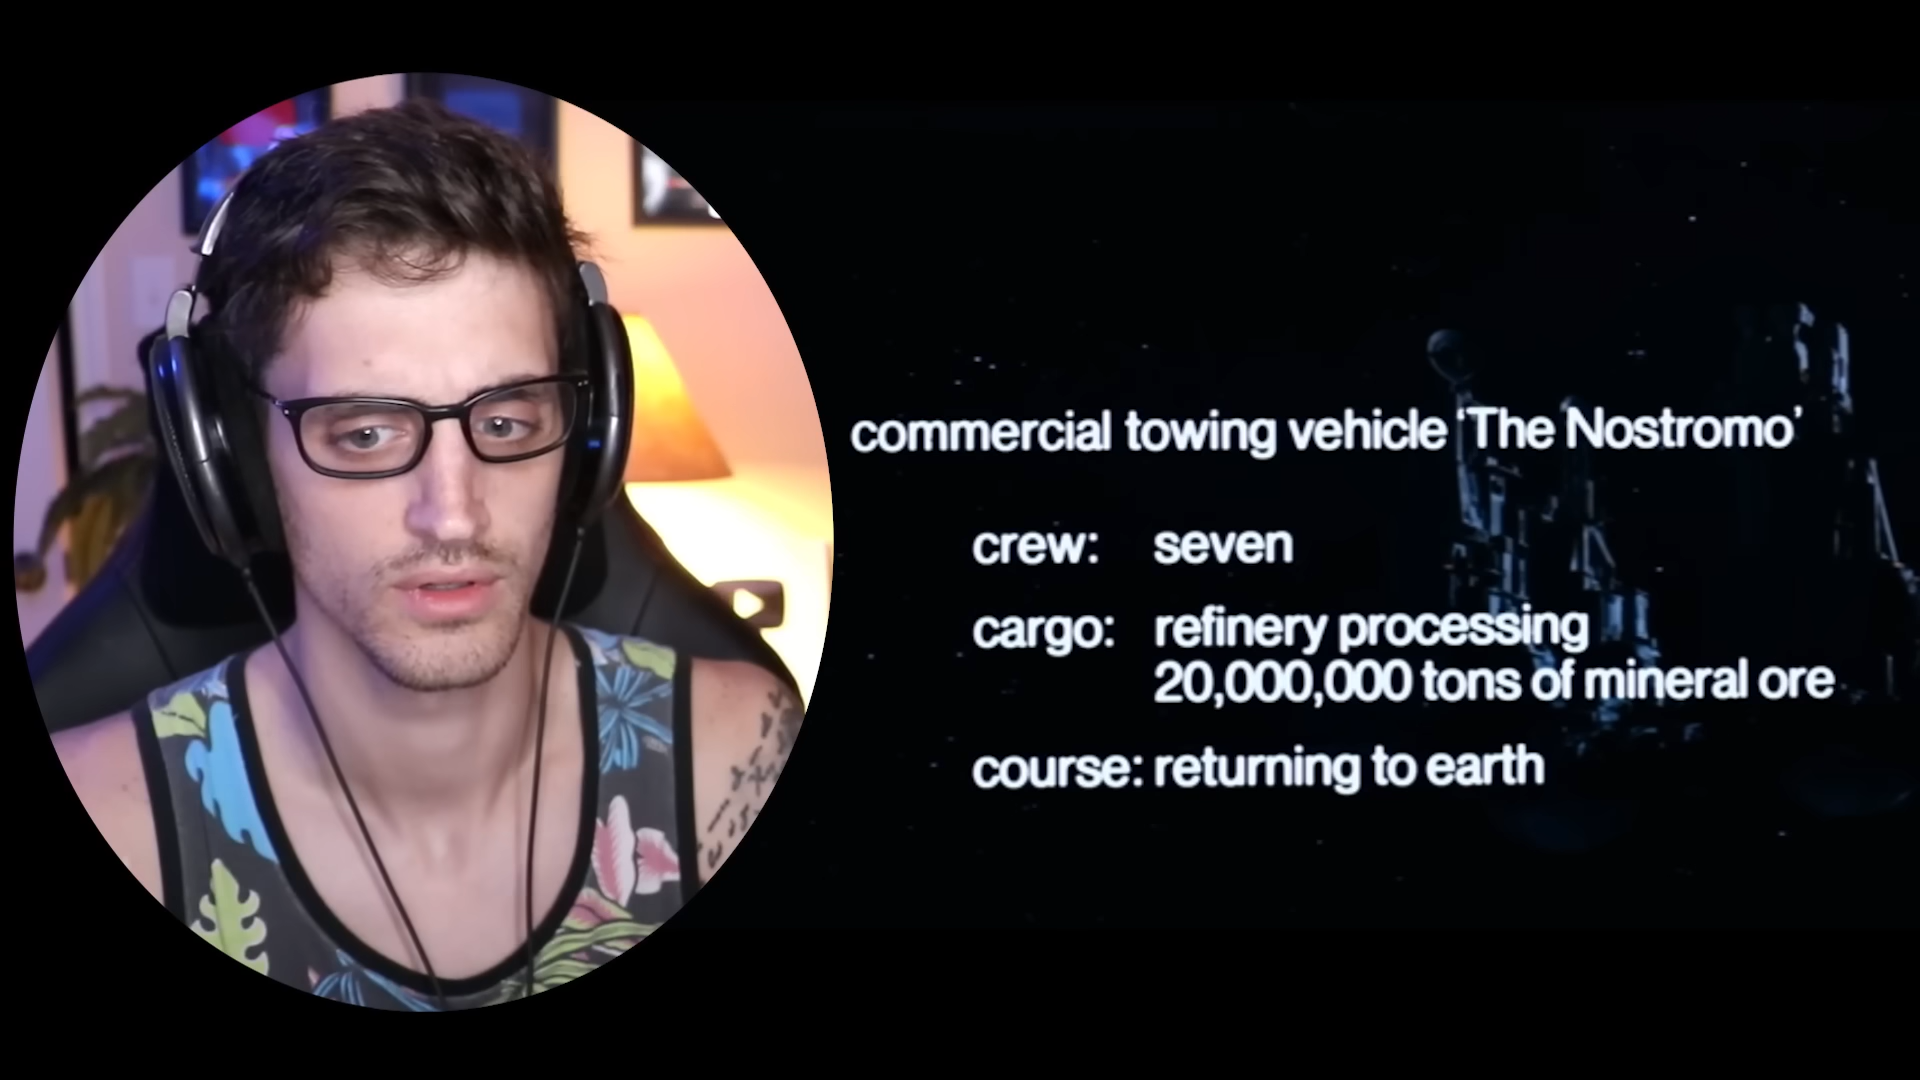 commercial towing vehicle ‘The Nostromo’
crew: seven
cargo: refinery processing
20,000,000 tons of mineral ore
course: returning to earth